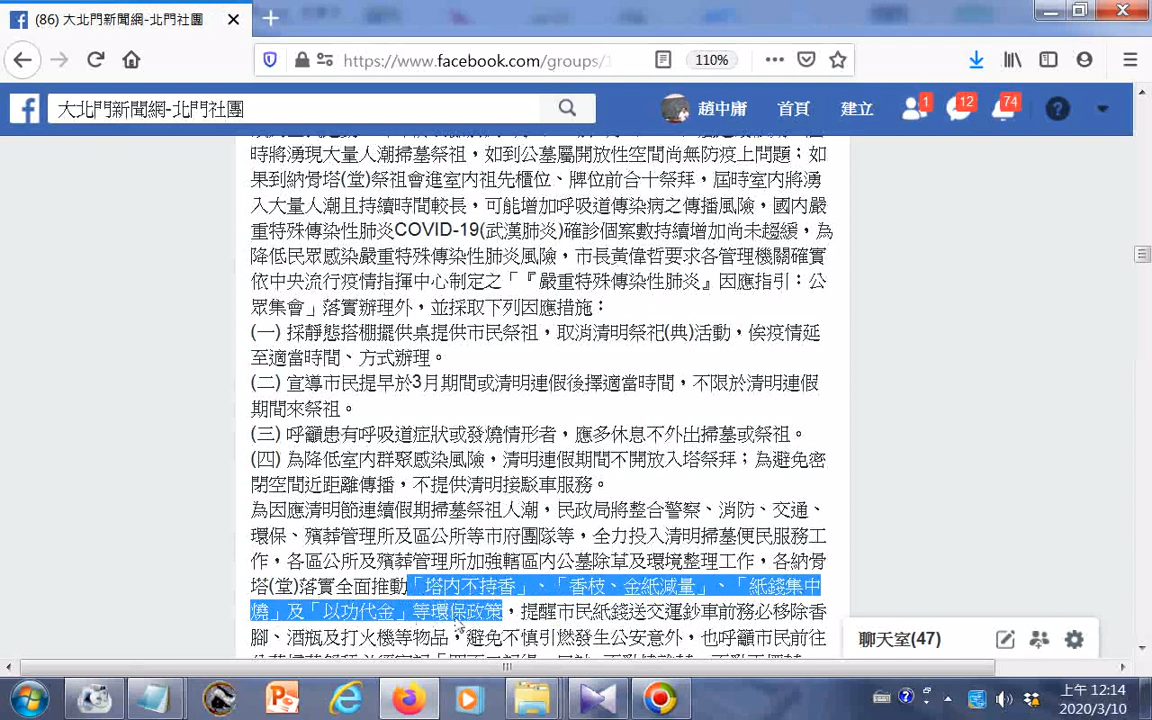 (86) 大北門新聞網-北門社團
https://www.facebook.com/groups/
110%
大北門新聞網-北門社團
趙中庸
首頁
建立
1
12
74
時將湧現大量人潮掃墓祭祖，如到公墓屬開放性空間尚無防疫上問題；如
果到納骨塔(堂)祭祖會進室內祖先櫃位、牌位前合十祭拜，屆時室內將湧
入大量人潮且持續時間較長，可能增加呼吸道傳染病之傳播風險，國內嚴
重特殊傳染性肺炎COVID-19(武漢肺炎)確診個案數持續增加尚未趨緩，為
降低民眾感染嚴重特殊傳染性肺炎風險，市長黃偉哲要求各管理機關確實
依中央流行疫情指揮中心制定之「『嚴重特殊傳染性肺炎』因應指引：公
眾集會」落實辦理外，並採取下列因應措施：
(一) 採靜態搭棚擺供桌提供市民祭祖，取消清明祭祀(典)活動，俟疫情延
至適當時間、方式辦理。
(二) 宣導市民提早於3月期間或清明連假後擇適當時間，不限於清明連假
期間來祭祖。
(三) 呼籲患有呼吸道症狀或發燒情形者，應多休息不外出掃墓或祭祖。
(四) 為降低室內群聚感染風險，清明連假期間不開放入塔祭拜；為避免密
閉空間近距離傳播，不提供清明接駁車服務。
為因應清明節連續假期掃墓祭祖人潮，民政局將整合警察、消防、交通、
環保、殯葬管理所及區公所等市府團隊等，全力投入清明掃墓便民服務工
作，各區公所及殯葬管理所加強轄區內公墓除草及環境整理工作，各納骨
塔(堂)落實全面推動「塔內不持香」、「香枝、金紙減量」、「紙錢集中
燒」及「以功代金」等環保政策，提醒市民紙錢送交運鈔車前務必移除香
腳、酒瓶及打火機等物品，避免不慎引燃發生公安意外，也呼籲市民前往
聊天室(47)
上午 12:14
2020/3/10